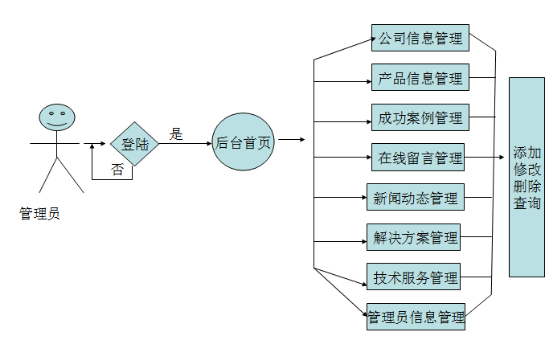 公司信息管理
产品信息管理
成功案例管理
是
登陆
后台首页
否
在线留言管理
添加
修改
删除
查询
新闻动态管理
管理员
解决方案管理
技术服务管理
管理员信息管理